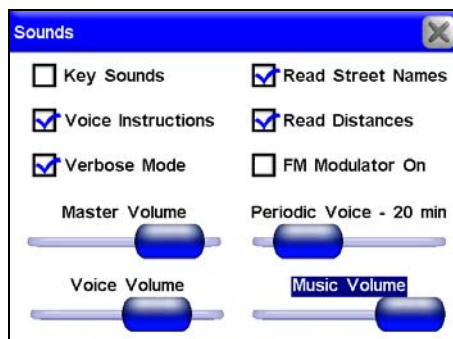 Sounds
Key Sounds
Read Street Names
Voice Instructions
Read Distances
Verbose Mode
FM Modulator On
Master Volume
Periodic Voice - 20 min
Voice Volume
Music Volume